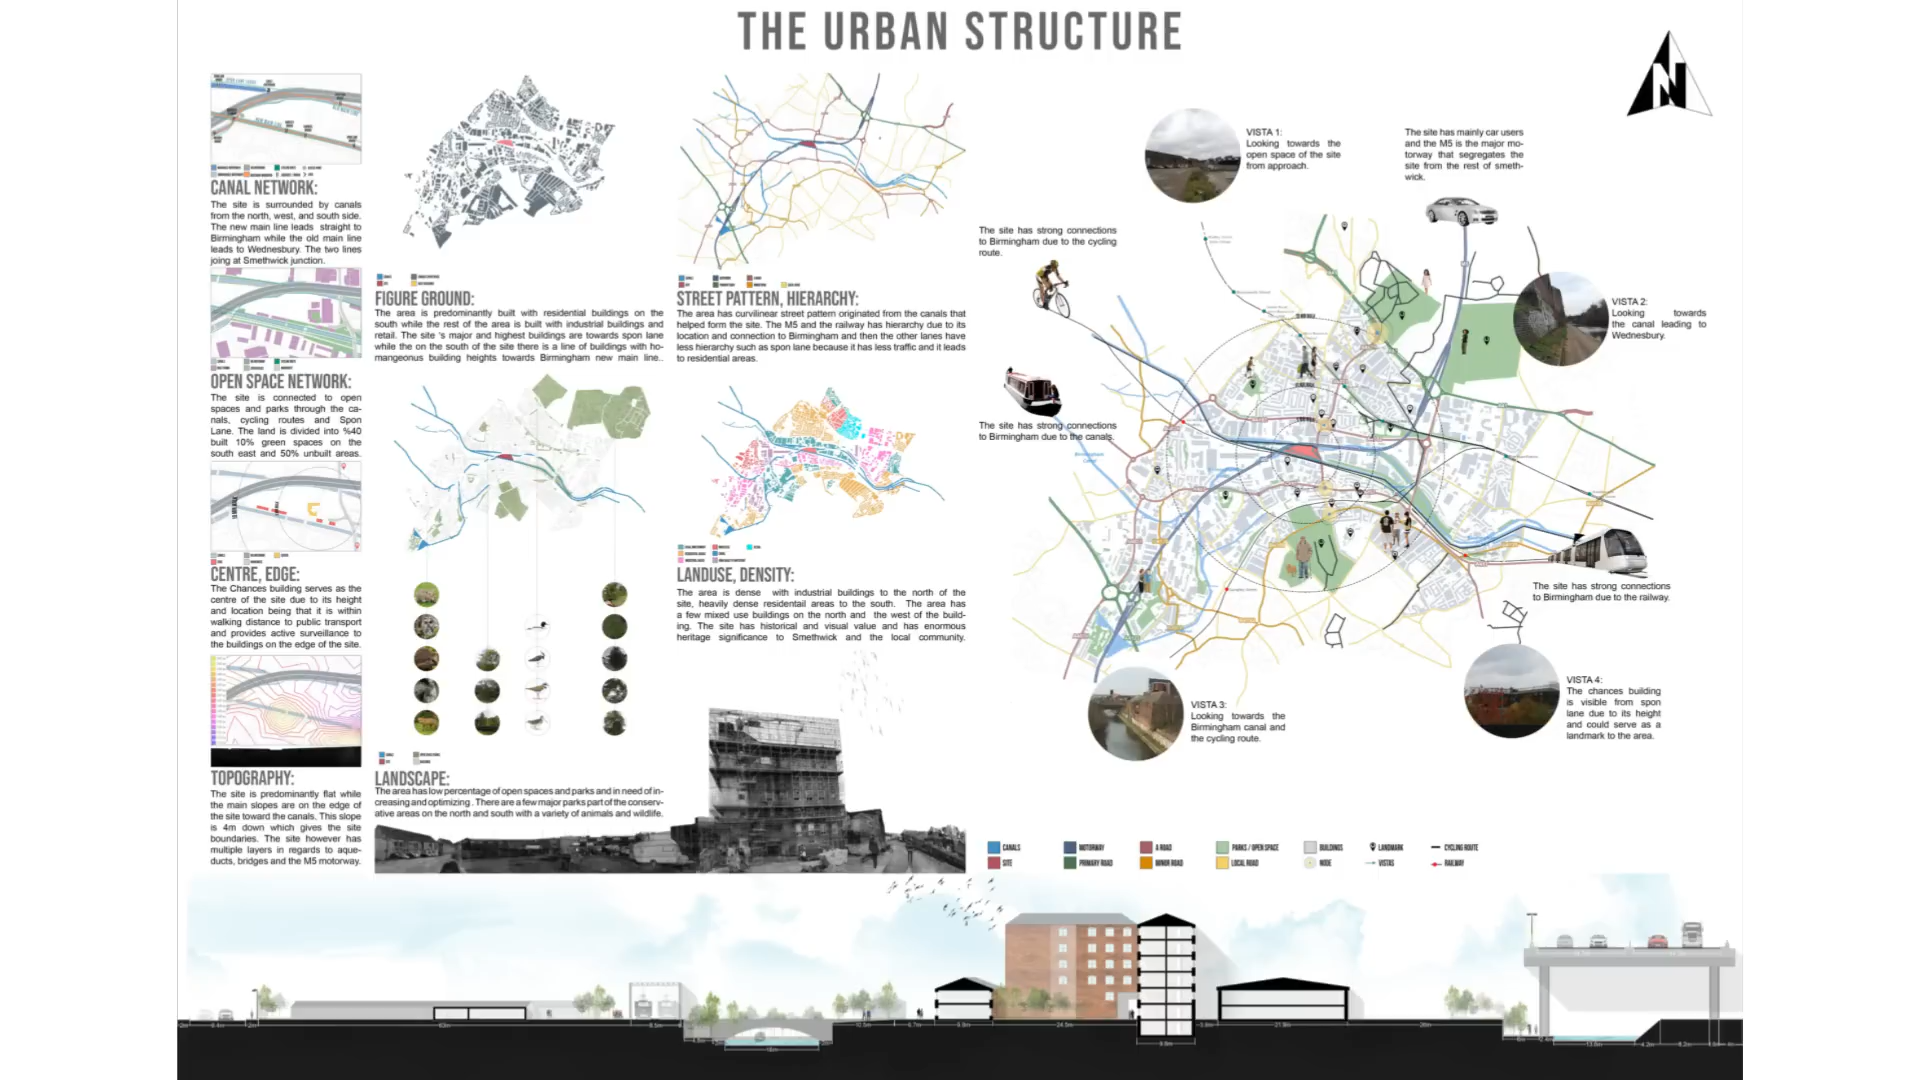 THE URBAN STRUCTURE
CANAL NETWORK:
The site is surrounded by canals
from the north, west, and south side.
The new main line leads straight to
Birmingham while the old main line
leads to Wednesbury. The two lines
joing at Smethwick junction.
OPEN SPACE NETWORK:
The site is connected to open
spaces and parks through the ca-
nals, cycling routes and Spon
Lane. The land is divided into %40
built 10% green spaces on the
south east and 50% unbuilt areas.
CENTRE, EDGE:
The Chances building serves as the
centre of the site due to its height
and location being that it is within
walking distance to public transport
and provides active surveillance to
the buildings on the edge of the site.
TOPOGRAPHY:
The site is predominantly flat while
the main slopes are on the edge of
the site toward the canals. This slope
is 4m down which gives the site
boundaries. The site however has
multiple layers in regards to aque-
ducts, bridges and the M5 motorway.
FIGURE GROUND:
The area is predominantly built with residential buildings on the
south while the rest of the area is built with industrial buildings and
retail. The site 's major and highest buildings are towards spon lane
while the on the south of the site there is a line of buildings with ho-
mangeonus building heights towards Birmingham new main line..
LANDSCAPE:
The area has low percentage of open spaces and parks and in need of in-
creasing and optimizing . There are a few major parks part of the conserv-
ative areas on the north and south with a variety of animals and wildlife.
STREET PATTERN, HIERARCHY:
The area has curvilinear street pattern originated from the canals that
helped form the site. The M5 and the railway has hierarchy due to its
location and connection to Birmingham and then the other lanes have
less hierarchy such as spon lane because it has less traffic and it leads
to residential areas.
LANDUSE, DENSITY:
The area is dense with industrial buildings to the north of the
site, heavily dense residentail areas to the south. The area has
a few mixed use buildings on the north and the west of the build-
ing. The site has historical and visual value and has enormous
heritage significance to Smethwick and the local community.
N
VISTA 1:
Looking towards the
open space of the site
from approach.
The site has mainly car users
and the M5 is the major mo-
torway that segregates the
site from the rest of smeth-
wick.
The site has strong connections
to Birmingham due to the cycling
route.
VISTA 2:
Looking towards
the canal leading to
Wednesbury.
The site has strong connections
to Birmingham due to the canals.
The site has strong connections
to Birmingham due to the railway.
VISTA 3:
Looking towards the
Birmingham canal and
the cycling route.
VISTA 4:
The chances building
is visible from spon
lane due to its height
and could serve as a
landmark to the area.
CANALS MOTORWAY A ROAD PARKS / OPEN SPACE BUILDINGS LANDMARK CYCLING ROUTE
SITE PRIMARY ROAD MINOR ROAD LOCAL ROAD NODE VISTAS RAILWAY